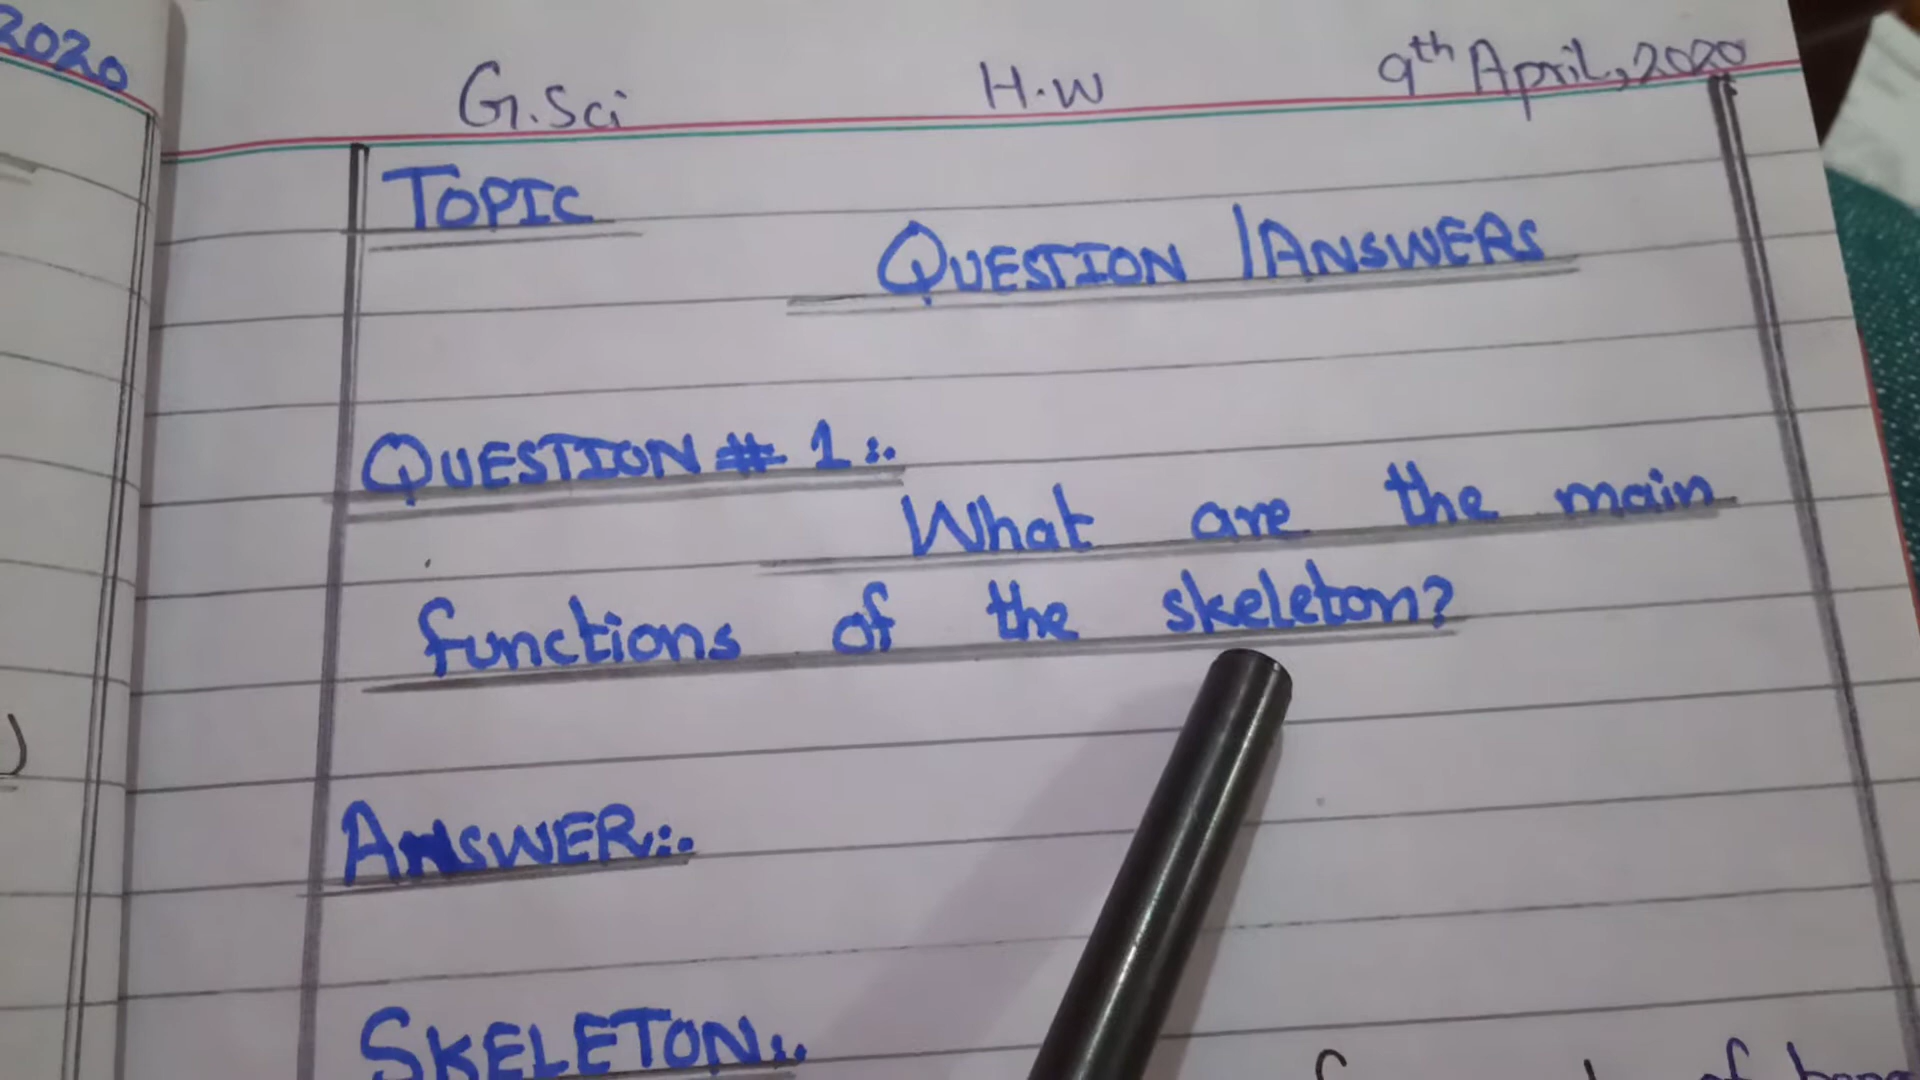 2020
G.Sci H.W 9th April, 2020
TOPIC
QUESTION /ANSWERS
QUESTION # 1:.
What are the main
functions of the skeleton?
ANSWER:.
SKELETON:.
of